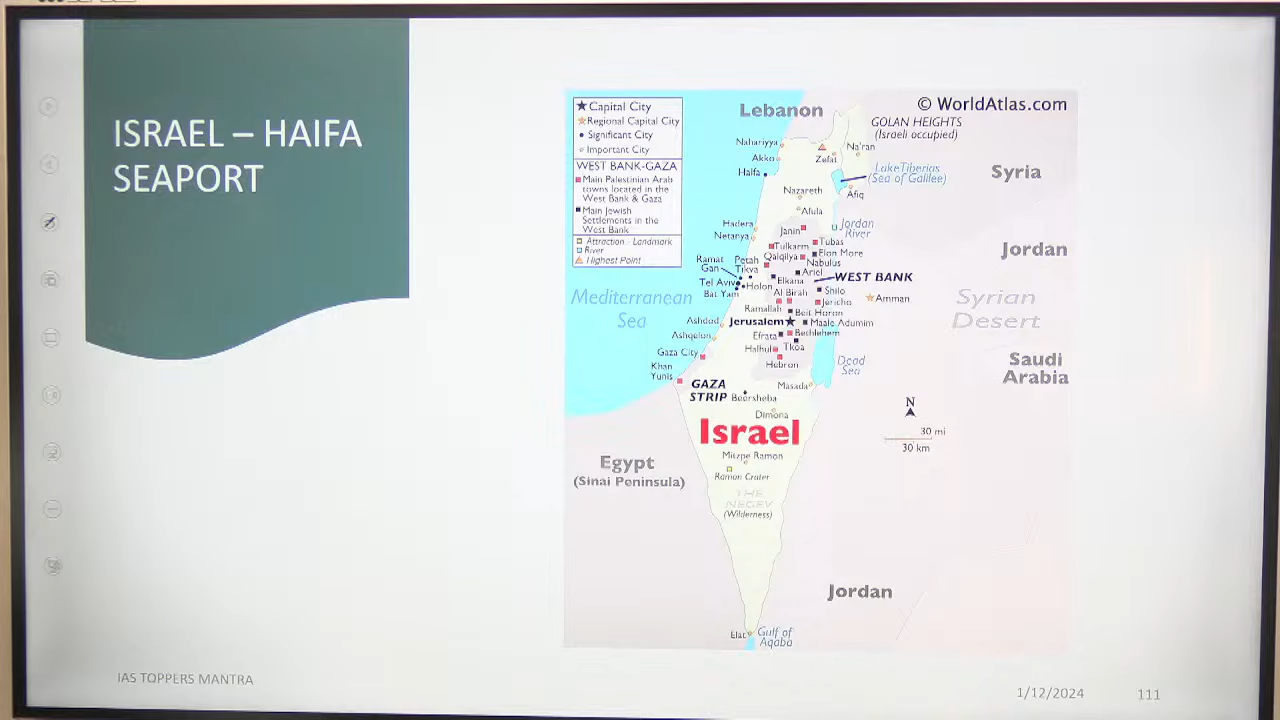 ISRAEL – HAIFA
SEAPORT
© WorldAtlas.com
Capital City
Regional Capital City
Significant City
Important City
WEST BANK-GAZA
Main Palestinian Arab
towns located in the
West Bank & Gaza
Main Jewish
Settlements in the
West Bank
Attraction - Landmark
River
Highest Point
Lebanon
GOLAN HEIGHTS
(Israeli occupied)
Nahariyya
Akko
Haifa
Zefat
Na'ran
Lake Tiberias
(Sea of Galilee)
Syria
Nazareth
Afiq
Afula
Hadera
Netanya
Janin
Jordan
River
Jordan
Tulkarm
Tubas
Qalqilya
Elon More
Nabulus
Ramat
Gan
Petah
Tikva
Ariel
WEST BANK
Tel Aviv
Holon
Elkana
Bat Yam
Al Birah
Shilo
Mediterranean
Sea
Ramallah
Jericho
Amman
Syrian
Desert
Beit Horon
Ashdod
Jerusalem
Maale Adumim
Ashqelon
Efrata
Bethlehem
Tkoa
Gaza City
Halhul
Hebron
Dead
Sea
Saudi
Arabia
Khan
Yunis
GAZA
STRIP
Masada
Beersheba
Dimona
N
30 mi
30 km
Israel
Mitzpe Ramon
Egypt
(Sinai Peninsula)
Ramon Crater
THE
NEGEV
(Wilderness)
Jordan
Elat
Gulf of
Aqaba
IAS TOPPERS MANTRA
1/12/2024
111